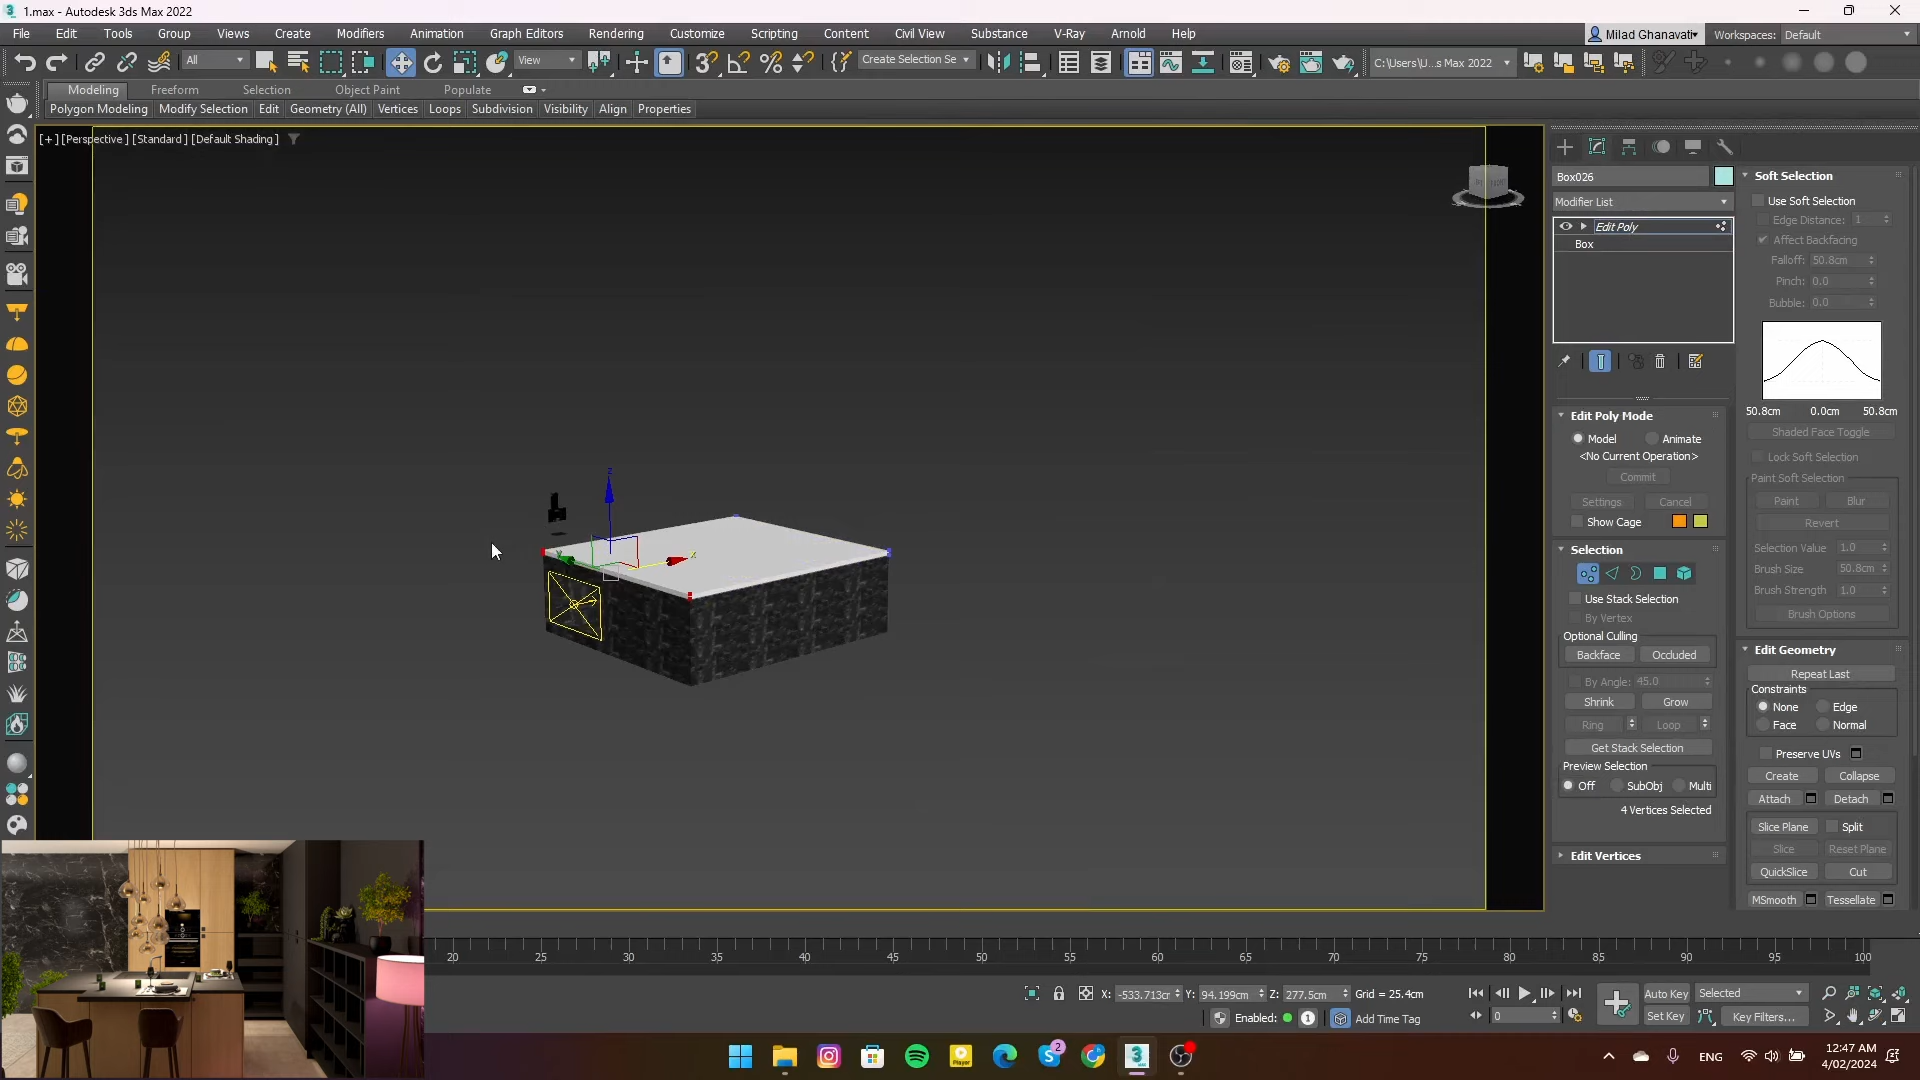 1.max - Autodesk 3ds Max 2022
File Edit Tools Group Views Create Modifiers Animation Graph Editors Rendering Customize Scripting Content Civil View Substance V-Ray Arnold Help
Milad Ghanavati
Workspaces: Default
All
View
Create Selection Se
C:\Users\U...s Max 2022
Modeling Freeform Selection Object Paint Populate
Polygon Modeling Modify Selection Edit Geometry (All) Vertices Loops Subdivision Visibility Align Properties
[+] [Perspective] [Standard] [Default Shading]
z
x
y
Box026
Modifier List
Edit Poly
Box
Edit Poly Mode
Model Animate
<No Current Operation>
Commit
Settings Cancel
Show Cage
Selection
Use Stack Selection
By Vertex
Optional Culling
Backface Occluded
By Angle: 45.0
Shrink Grow
Ring Loop
Get Stack Selection
Preview Selection
Off SubObj Multi
4 Vertices Selected
Edit Vertices
Soft Selection
Use Soft Selection
Edge Distance: 1
Affect Backfacing
Falloff: 50.8cm
Pinch: 0.0
Bubble: 0.0
50.8cm 0.0cm 50.8cm
Shaded Face Toggle
Lock Soft Selection
Paint Soft Selection
Paint Blur
Revert
Selection Value 1.0
Brush Size 50.8cm
Brush Strength 1.0
Brush Options
Edit Geometry
Repeat Last
Constraints
None Edge
Face Normal
Preserve UVs
Create Collapse
Attach Detach
Slice Plane Split
Slice Reset Plane
QuickSlice Cut
MSmooth Tessellate
20 25 30 35 40 45 50 55 60 65 70 75 80 85 90 95 100
X: -533.713cr Y: 94.199cm Z: 277.5cm Grid = 25.4cm
Enabled: 1 Add Time Tag
0
Auto Key Selected
Set Key Key Filters...
Player
2
3
ENG
12:47 AM
4/02/2024